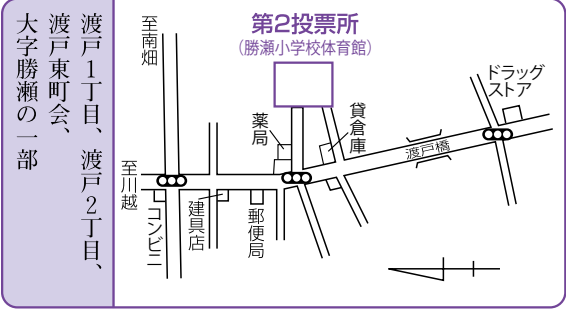 渡戸1丁目、渡戸2丁目、
渡戸東町会、
大字勝瀬の一部
第2投票所
(勝瀬小学校体育館)
至南畑
薬局
貸倉庫
ドラッグ
ストア
渡戸橋
至川越
コンビニ
建具店
郵便局